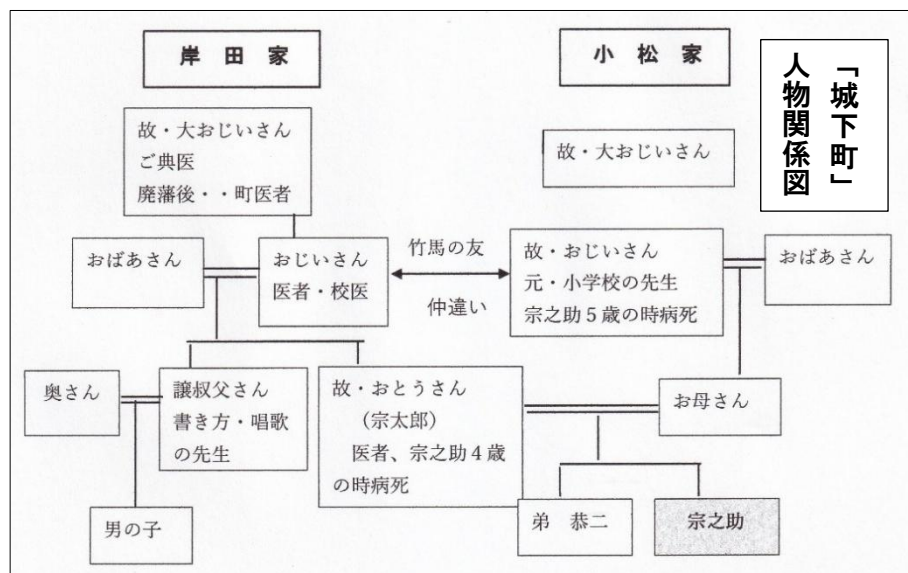 岸田家
小松家
「城下町」
人物関係図
故・大おじいさん
ご典医
廃藩後・・町医者
故・大おじいさん
おばあさん
おじいさん
医者・校医
竹馬の友
仲違い
故・おじいさん
元・小学校の先生
宗之助５歳の時病死
おばあさん
奥さん
譲叔父さん
書き方・唱歌
の先生
故・おとうさん
（宗太郎）
医者、宗之助４歳
の時病死
お母さん
男の子
弟　恭二
宗之助